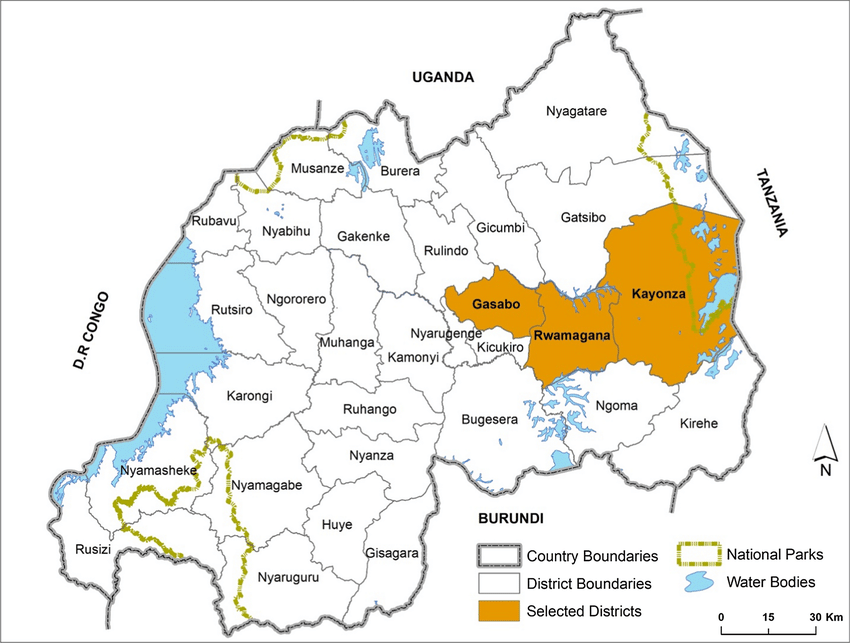 UGANDA
Nyagatare
TANZANIA
Musanze
Burera
Rubavu
Nyabihu
Gakenke
Rulindo
Gicumbi
Gatsibo
D.R CONGO
Rutsiro
Ngororero
Gasabo
Kayonza
Muhanga
Nyarugenge
Rwamagana
Kamonyi
Kicukiro
Karongi
Ruhango
Bugesera
Ngoma
Kirehe
Nyamasheke
Nyamagabe
Nyanza
N
Rusizi
Huye
Gisagara
Nyaruguru
BURUNDI
Country Boundaries
District Boundaries
Selected Districts
National Parks
Water Bodies
0 15 30 Km